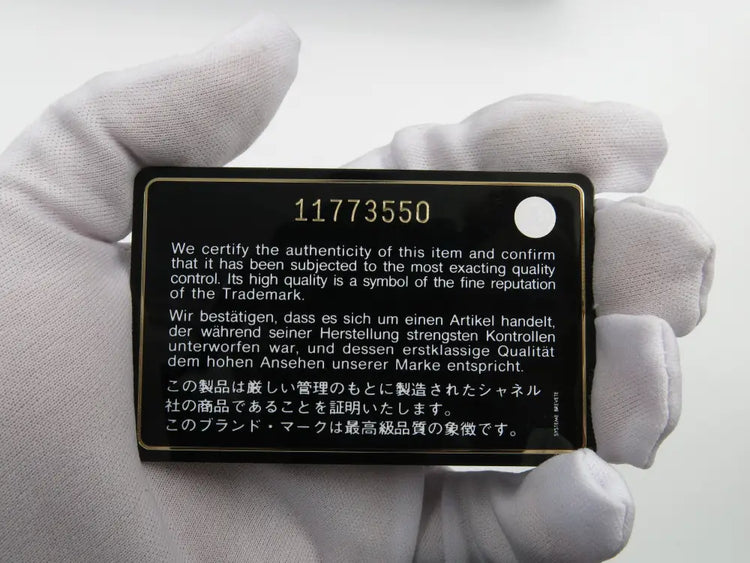 11773550
We certify the authenticity of this item and confirm
that it has been subjected to the most exacting quality
control. Its high quality is a symbol of the fine reputation
of the Trademark.
Wir bestätigen, dass es sich um einen Artikel handelt,
der während seiner Herstellung strengsten Kontrollen
unterworfen war, und dessen erstklassige Qualität
dem hohen Ansehen unserer Marke entspricht.
この製品は厳しい管理のもとに製造されたシャネル
社の商品であることを証明いたします。
このブランド・マークは最高級品質の象徴です。
SYSTEME BREVETE